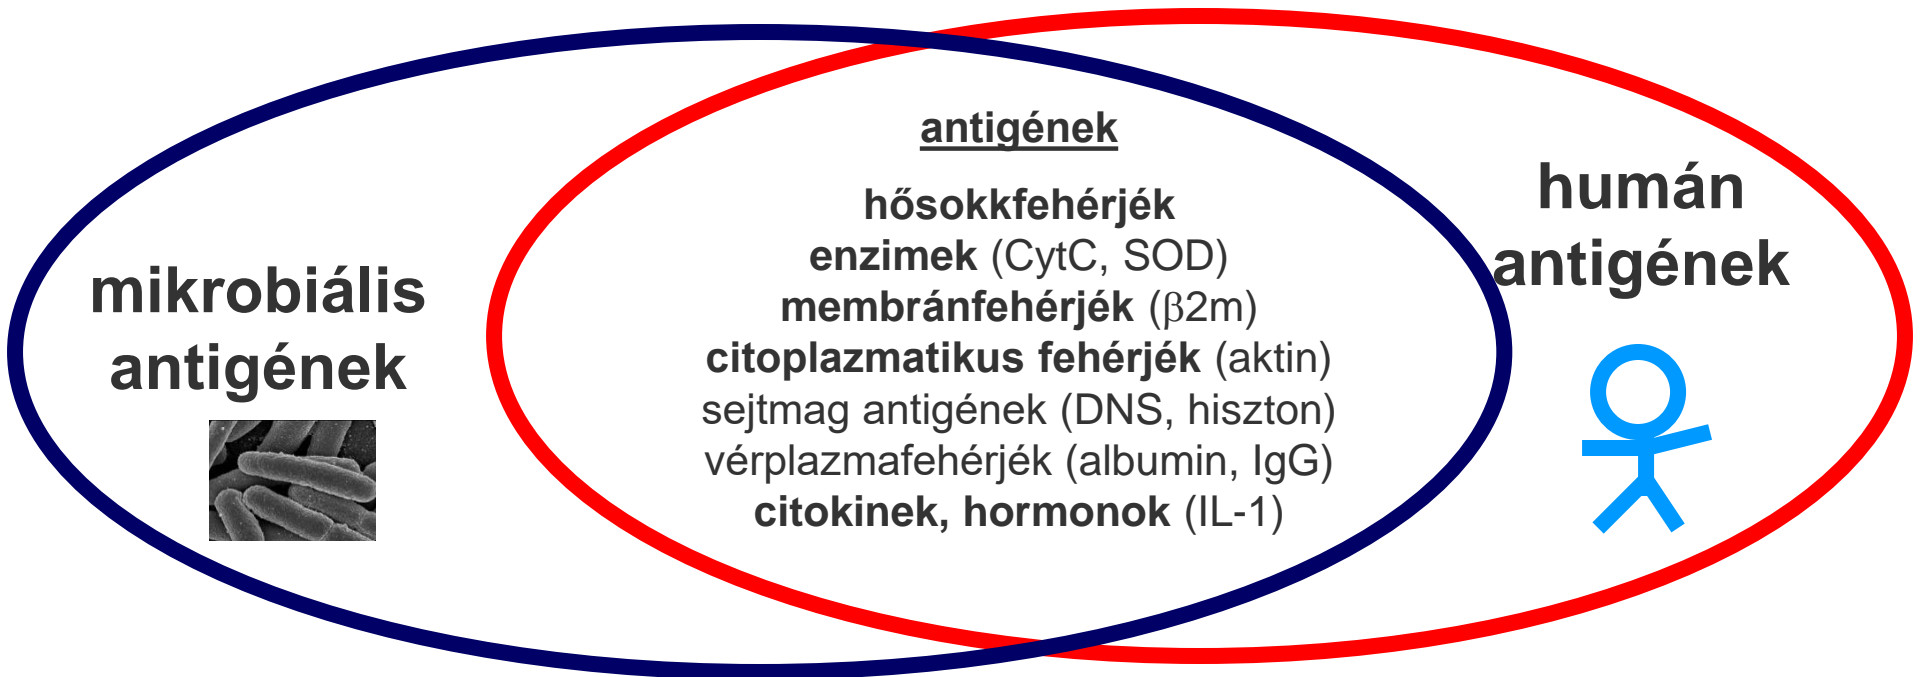 mikrobiális
antigének
antigének
hősokkfehérjék
enzimek (CytC, SOD)
membránfehérjék (β2m)
citoplazmatikus fehérjék (aktin)
sejtmag antigének (DNS, hiszton)
vérplazmafehérjék (albumin, IgG)
citokinek, hormonok (IL-1)
humán
antigének